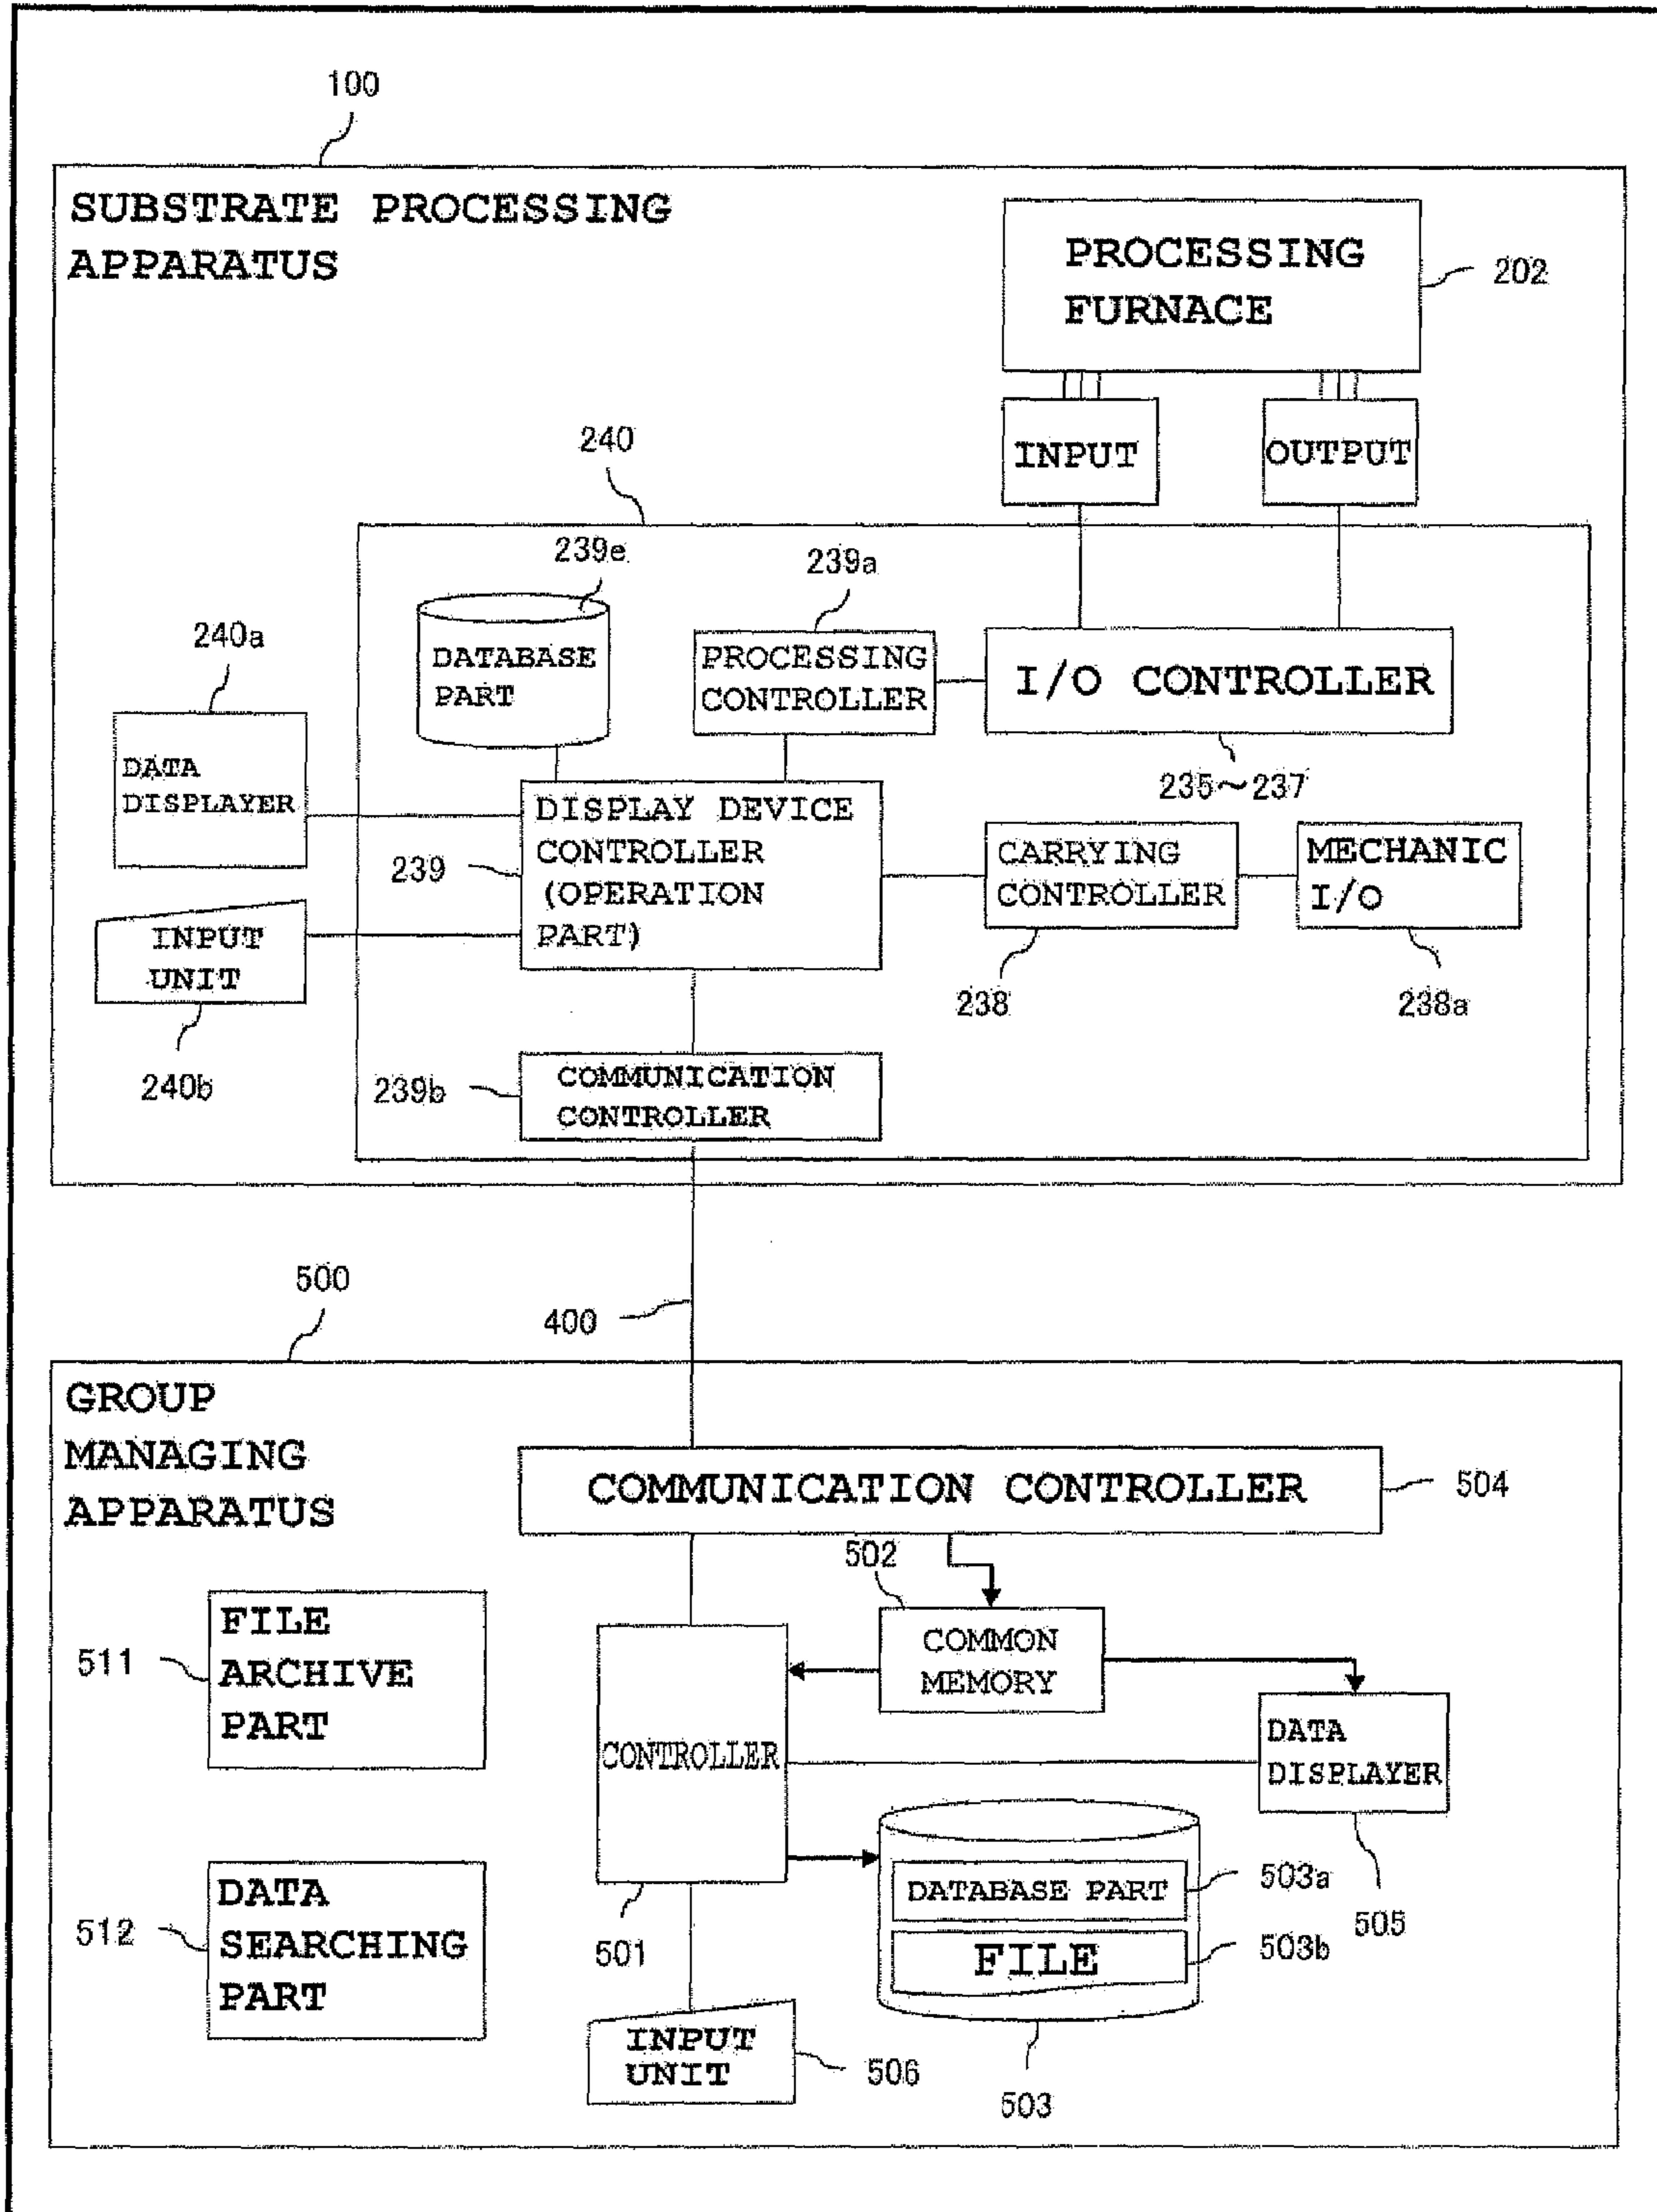 100
SUBSTRATE PROCESSING
APPARATUS
PROCESSING
FURNACE
202
INPUT
OUTPUT
240
239e
239a
240a
DATABASE
PART
PROCESSING
CONTROLLER
I/O CONTROLLER
235~237
DATA
DISPLAYER
239
DISPLAY DEVICE
CONTROLLER
(OPERATION
PART)
CARRYING
CONTROLLER
MECHANIC
I/O
INPUT
UNIT
238
238a
240b
239b
COMMUNICATION
CONTROLLER
500
400
GROUP
MANAGING
APPARATUS
COMMUNICATION CONTROLLER
504
502
FILE
ARCHIVE
PART
511
COMMON
MEMORY
CONTROLLER
DATA
DISPLAYER
DATABASE PART
503a
505
DATA
SEARCHING
PART
512
501
FILE
503b
INPUT
UNIT
506
503